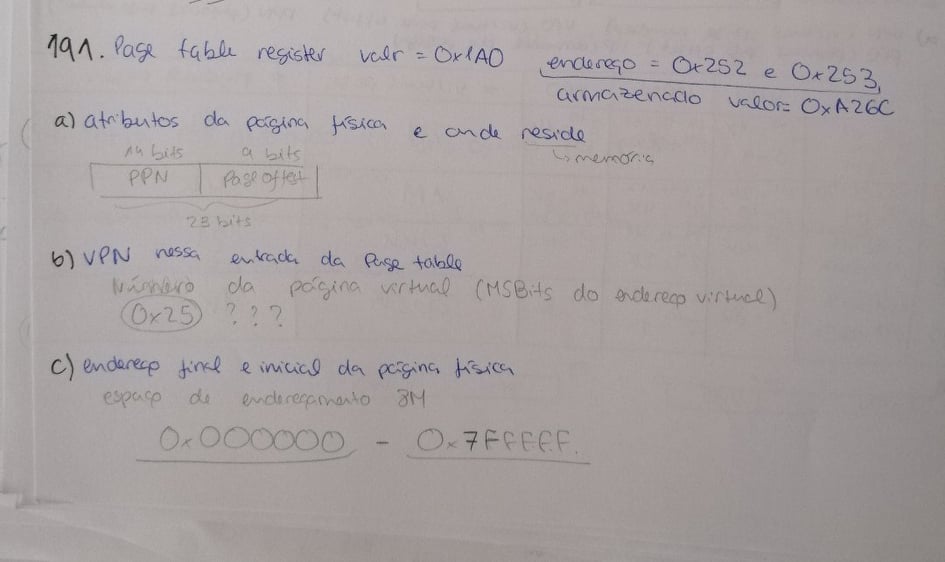 191. Page table register valr = 0x1A0
endereço = 0x252 e 0x253,
armazenado valor = 0xA26C
a) atributos da página física e onde reside
↳ memória
14 bits 9 bits
PPN Page offest
23 bits
b) VPN nessa entrada da Page table
Número da página virtual (MSBits do endereço virtual)
0x25 ???
c) endereço final e inicial da página física
espaço de endereçamento 8M
0x000000 - 0x7FFFFF.